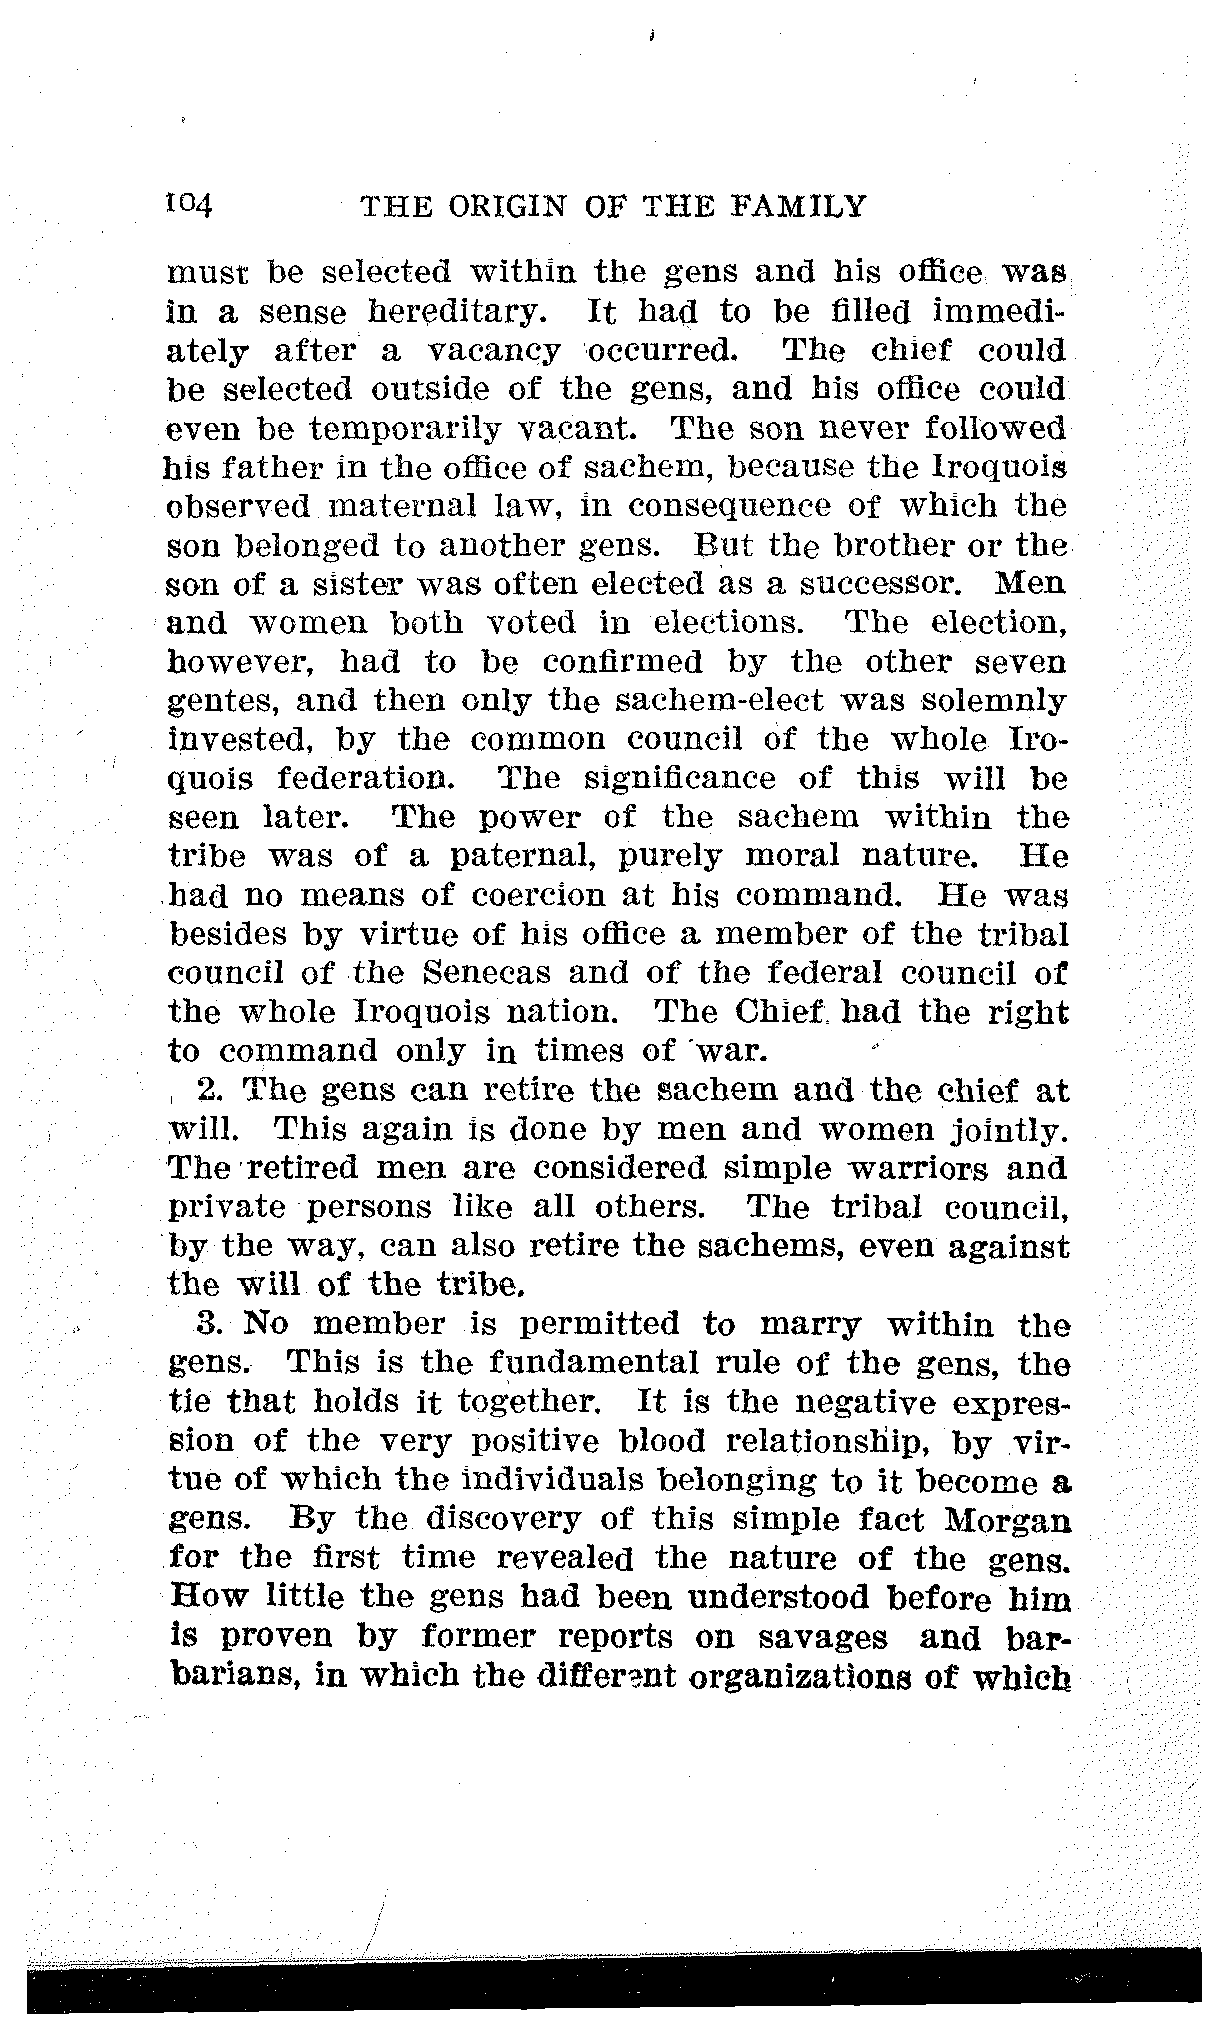 104 THE ORIGIN OF THE FAMILY
must be selected within the gens and his office was
in a sense hereditary. It had to be filled immedi-
ately after a vacancy occurred. The chief could
be selected outside of the gens, and his office could
even be temporarily vacant. The son never followed
his father in the office of sachem, because the Iroquois
observed maternal law, in consequence of which the
son belonged to another gens. But the brother or the
son of a sister was often elected as a successor. Men
and women both voted in elections. The election,
however, had to be confirmed by the other seven
gentes, and then only the sachem-elect was solemnly
invested, by the common council of the whole Iro-
quois federation. The significance of this will be
seen later. The power of the sachem within the
tribe was of a paternal, purely moral nature. He
had no means of coercion at his command. He was
besides by virtue of his office a member of the tribal
council of the Senecas and of the federal council of
the whole Iroquois nation. The Chief had the right
to command only in times of war.
2. The gens can retire the sachem and the chief at
will. This again is done by men and women jointly.
The retired men are considered simple warriors and
private persons like all others. The tribal council,
by the way, can also retire the sachems, even against
the will of the tribe.
3. No member is permitted to marry within the
gens. This is the fundamental rule of the gens, the
tie that holds it together. It is the negative expres-
sion of the very positive blood relationship, by vir-
tue of which the individuals belonging to it become a
gens. By the discovery of this simple fact Morgan
for the first time revealed the nature of the gens.
How little the gens had been understood before him
is proven by former reports on savages and bar-
barians, in which the different organizations of which